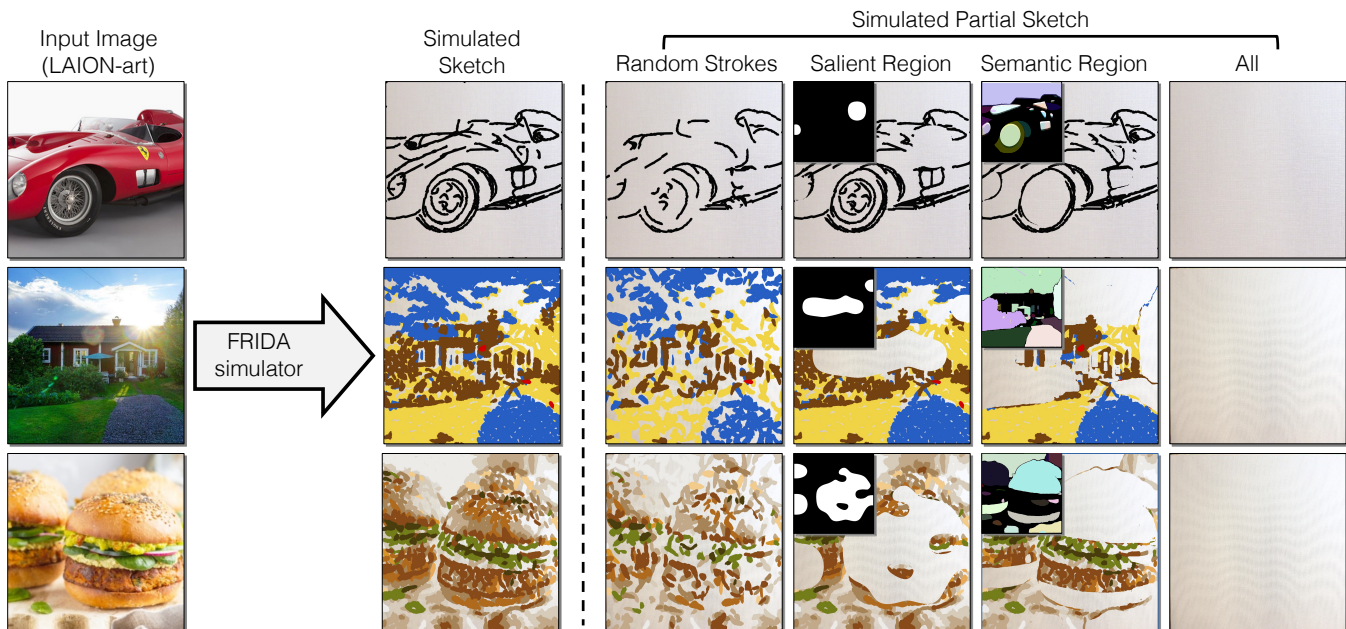 Simulated Partial Sketch
Input Image
(LAION-art)
Simulated
Sketch
Random Strokes
Salient Region
Semantic Region
All
FRIDA
simulator